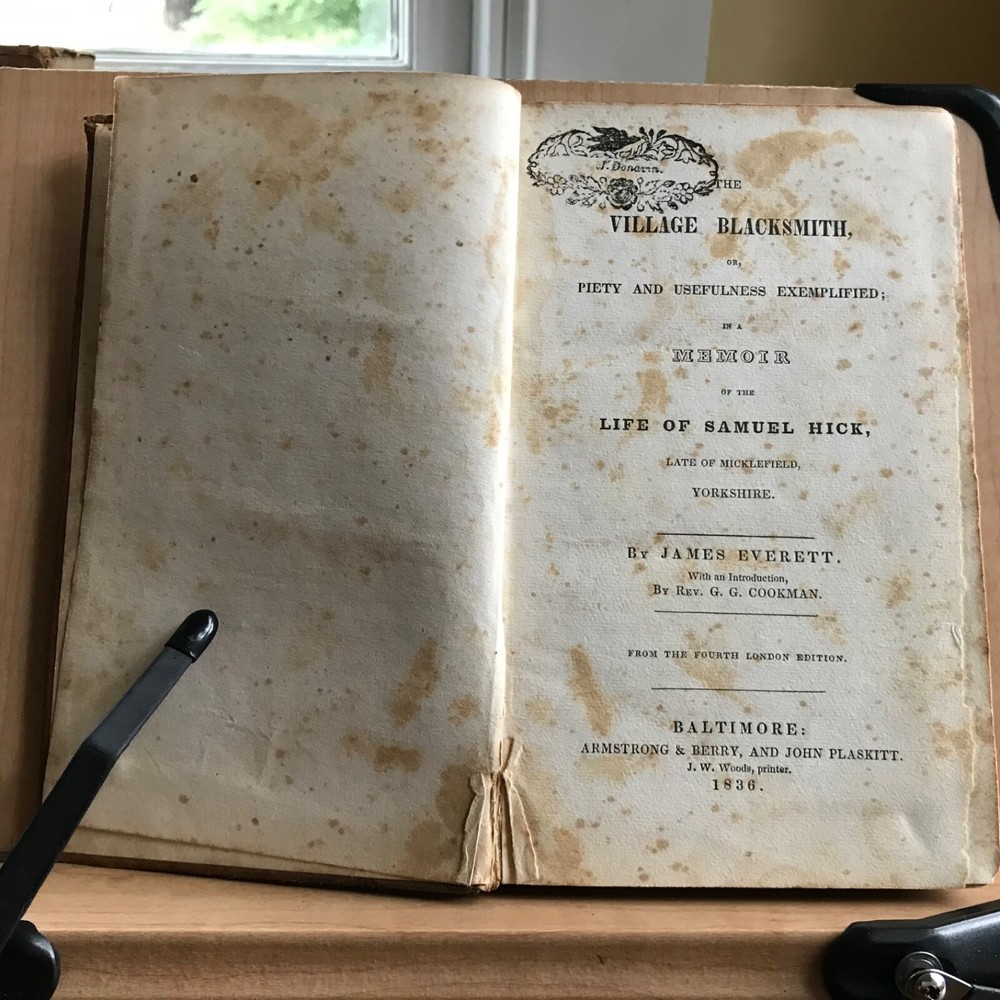 J. Donavin.
THE
VILLAGE BLACKSMITH,
OR,
PIETY AND USEFULNESS EXEMPLIFIED;
IN A
MEMOIR
OF THE
LIFE OF SAMUEL HICK,
LATE OF MICKLEFIELD,
YORKSHIRE.
BY JAMES EVERETT.
With an Introduction,
BY REV. G. G. COOKMAN.
FROM THE FOURTH LONDON EDITION.
BALTIMORE:
ARMSTRONG & BERRY, AND JOHN PLASKITT.
J. W. Woods, printer.
1836.